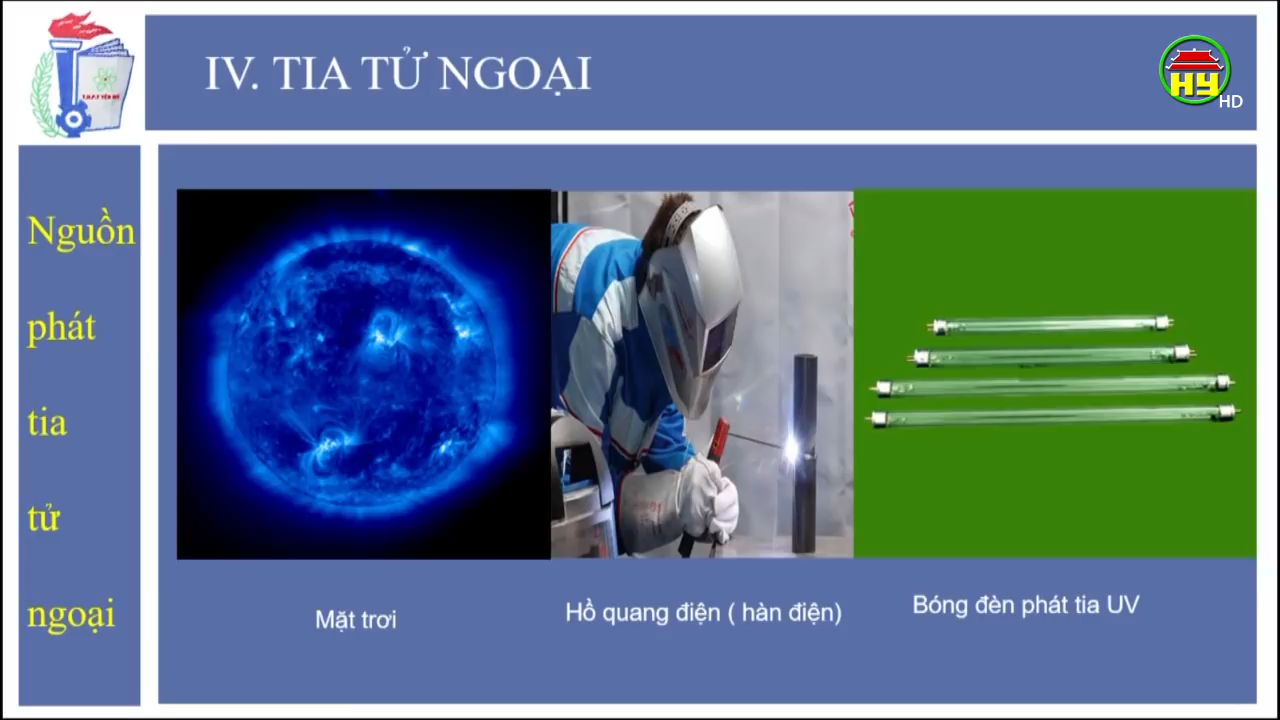 IV. TIA TỬ NGOẠI
HY
HD
Nguồn
phát
tia
tử
ngoại
Mặt trơi
Hồ quang điện ( hàn điện)
Bóng đèn phát tia UV